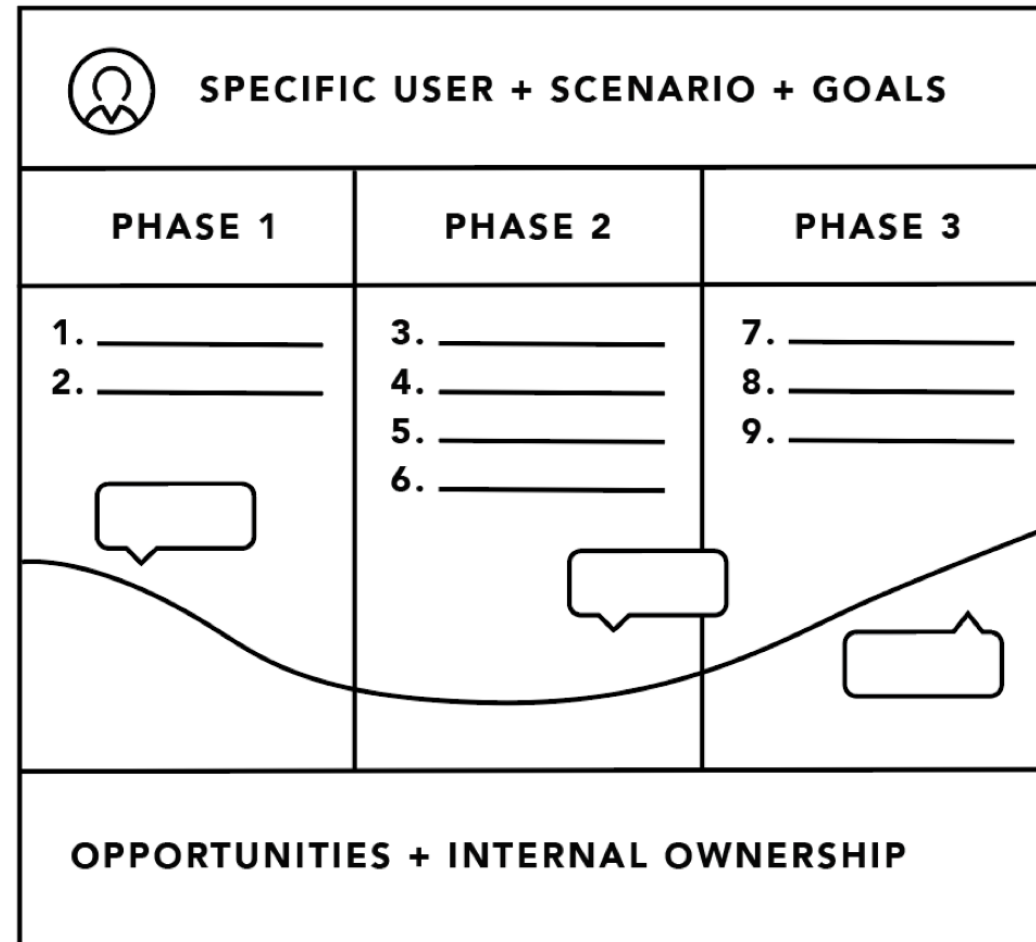 SPECIFIC USER + SCENARIO + GOALS
PHASE 1
PHASE 2
PHASE 3
1.
2.
3.
4.
5.
6.
7.
8.
9.
OPPORTUNITIES + INTERNAL OWNERSHIP